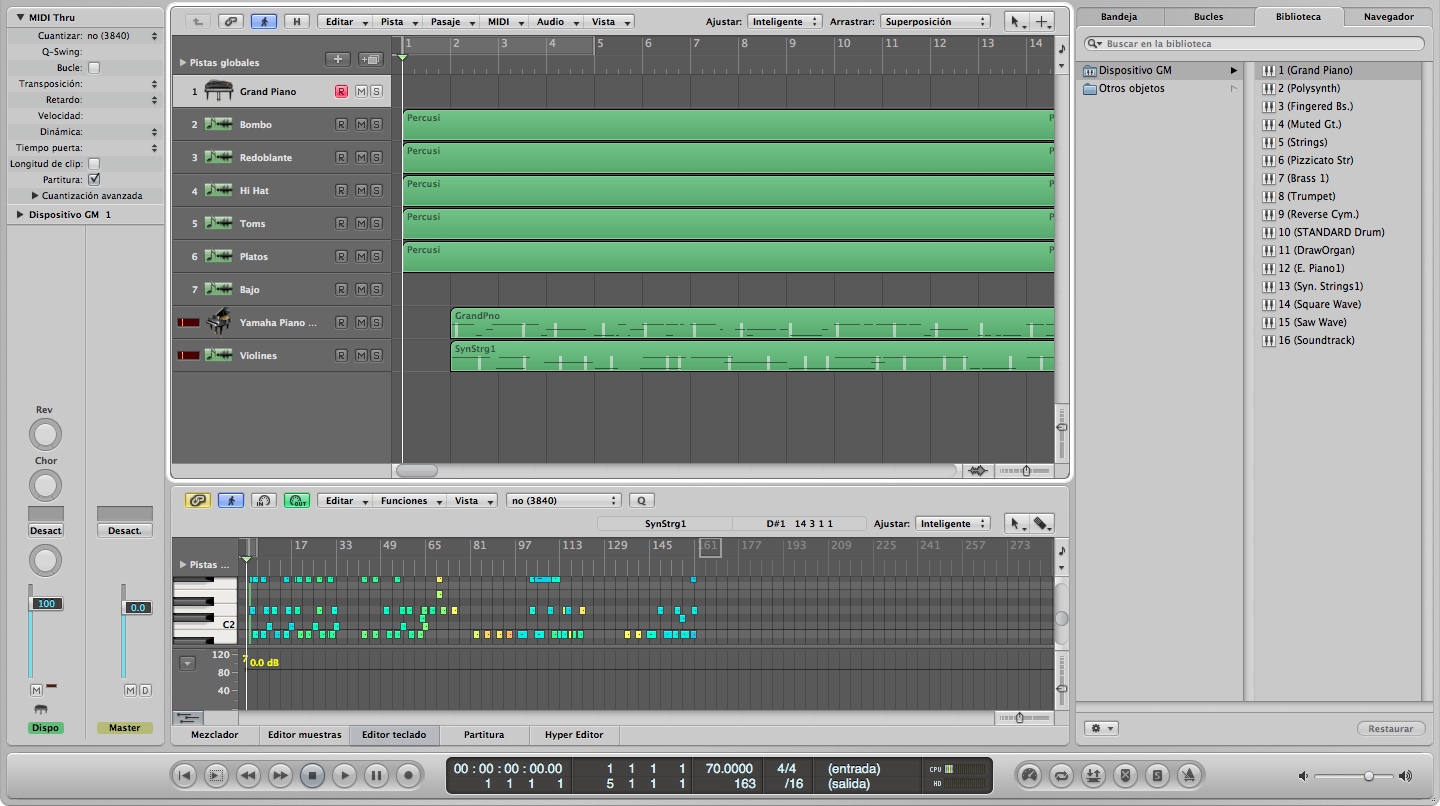 MIDI Thru
Cuantizar: no (3840)
Q-Swing:
Bucle:
Transposición:
Retardo:
Velocidad:
Dinámica:
Tiempo puerta:
Longitud de clip:
Partitura:
Cuantización avanzada
Dispositivo GM 1
Rev
Chor
Desact
Desact.
100
0.0
M
M D
Dispo
Master
H
Editar
Pista
Pasaje
MIDI
Audio
Vista
Ajustar: Inteligente
Arrastrar: Superposición
Pistas globales
1 2 3 4 5 6 7 8 9 10 11 12 13 14
1 Grand Piano R M S
2 Bombo R M S
Percusi P
3 Redoblante R M S
Percusi P
4 Hi Hat R M S
Percusi P
5 Toms R M S
Percusi P
6 Platos R M S
Percusi P
7 Bajo R M S
Yamaha Piano ... R M S
GrandPno
Violines R M S
SynStrg1
IN
OUT
Editar
Funciones
Vista
no (3840)
Q
SynStrg1
D#1 14 3 1 1
Ajustar: Inteligente
17 33 49 65 81 97 113 129 145 161 177 193 209 225 241 257 273
Pistas ...
C2
120
80
40
7
0.0 dB
Mezclador
Editor muestras
Editor teclado
Partitura
Hyper Editor
Bandeja
Bucles
Biblioteca
Navegador
Buscar en la biblioteca
Dispositivo GM
Otros objetos
1 (Grand Piano)
2 (Polysynth)
3 (Fingered Bs.)
4 (Muted Gt.)
5 (Strings)
6 (Pizzicato Str)
7 (Brass 1)
8 (Trumpet)
9 (Reverse Cym.)
10 (STANDARD Drum)
11 (DrawOrgan)
12 (E. Piano1)
13 (Syn. Strings1)
14 (Square Wave)
15 (Saw Wave)
16 (Soundtrack)
Restaurar
00 : 00 : 00 : 00.00 1 1 1 1 70.0000 4/4 (entrada) CPU
1 1 1 1 5 1 1 1 163 /16 (salida) HD
S